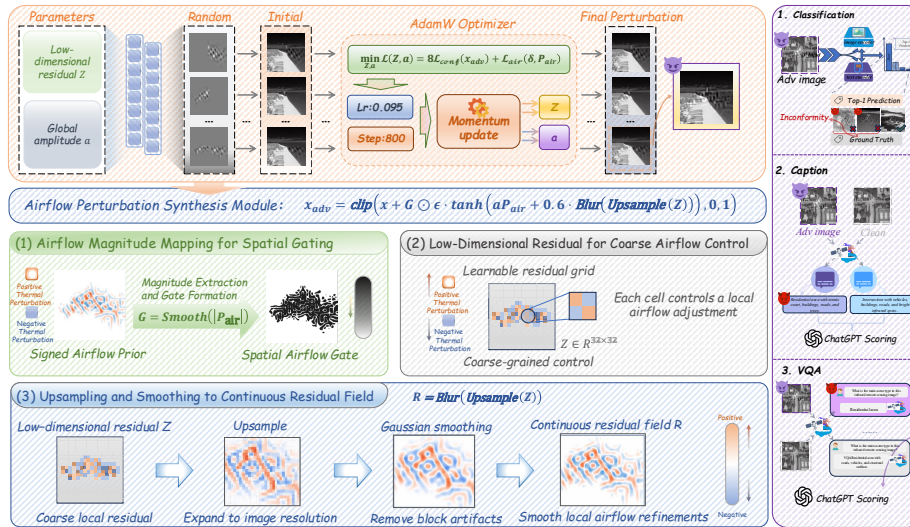 Parameters
Random
Initial
AdamW Optimizer
Final Perturbation
Low-
dimensional
residual Z
Global
amplitude a
...
...
...
...
...
min Z,a L(Z, a) = 8L_conf(x_adv) + L_air(δ, P_air)
Lr:0.095
Step:800
Momentum
update
Z
a
Airflow Perturbation Synthesis Module: x_adv = clip(x + G ⊙ ϵ · tanh(aP_air + 0.6 · Blur(Upsample(Z))), 0, 1)
(1) Airflow Magnitude Mapping for Spatial Gating
Positive
Thermal
Perturbation
Negative
Thermal
Perturbation
Magnitude Extraction
and Gate Formation
G = Smooth(|P_air|)
Signed Airflow Prior
Spatial Airflow Gate
(2) Low-Dimensional Residual for Coarse Airflow Control
Positive
Thermal
Perturbation
Negative
Thermal
Perturbation
Learnable residual grid
Each cell controls a local
airflow adjustment
Z ∈ R^32×32
Coarse-grained control
(3) Upsampling and Smoothing to Continuous Residual Field
R = Blur(Upsample(Z))
Low-dimensional residual Z
Upsample
Gaussian smoothing
Continuous residual field R
Coarse local residual
Expand to image resolution
Remove block artifacts
Smooth local airflow refinements
Positive
Negative
1. Classification
Adv image
Top-1 Prediction
Inconformity
Ground Truth
2. Caption
Adv image
Clean
ChatGPT Scoring
3. VQA
Residential area
ChatGPT Scoring